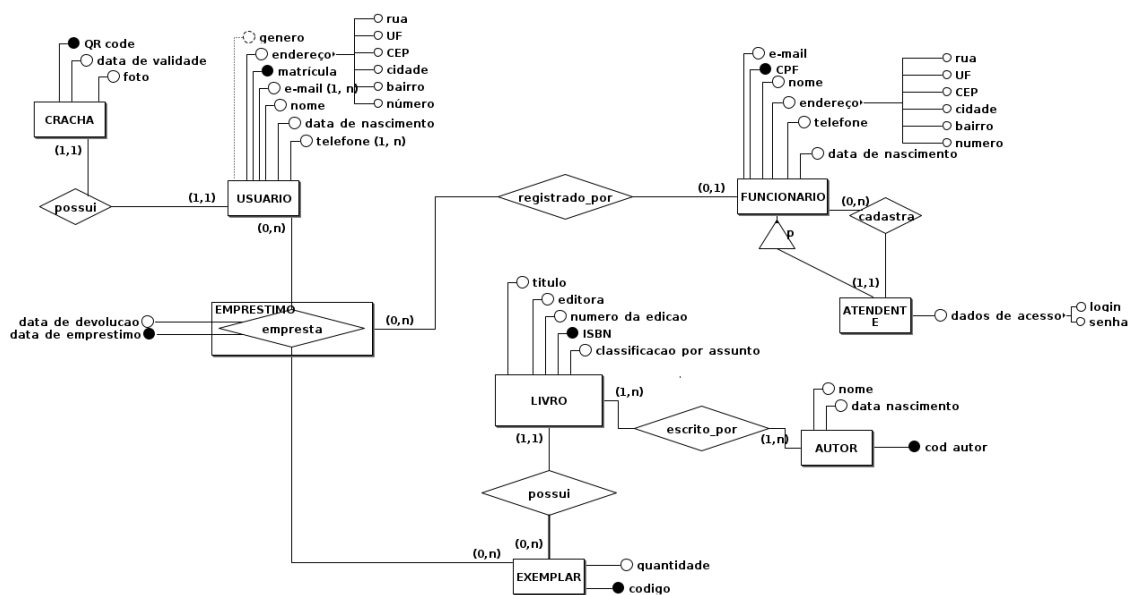 QR code
data de validade
foto
CRACHA
(1,1)
possui
(1,1)
genero
endereço
rua
UF
CEP
cidade
bairro
número
matrícula
e-mail (1, n)
nome
data de nascimento
telefone (1, n)
USUARIO
(0,n)
registrado_por
(0,1)
e-mail
CPF
nome
endereço
rua
UF
CEP
cidade
bairro
numero
telefone
data de nascimento
FUNCIONARIO
(0,n)
cadastra
p
(1,1)
ATENDENT
E
dados de acesso
login
senha
EMPRESTIMO
empresta
data de devolucao
data de emprestimo
(0,n)
titulo
editora
numero da edicao
ISBN
classificacao por assunto
LIVRO
(1,n)
escrito_por
(1,n)
nome
data nascimento
AUTOR
cod autor
(1,1)
possui
(0,n)
(0,n)
EXEMPLAR
quantidade
codigo